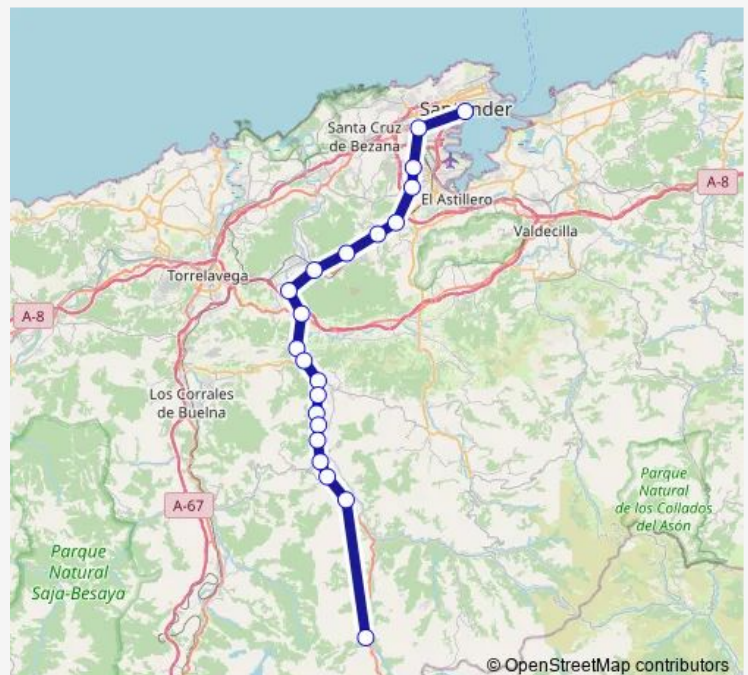 Santander
Santa Cruz
de Bezana
A-8
El Astillero
Valdecilla
Torrelavega
A-8
Los Corrales
de Buelna
Parque
Natural
de los Collados
del Asón
A-67
Parque
Natural
Saja-Besaya
© OpenStreetMap contributors